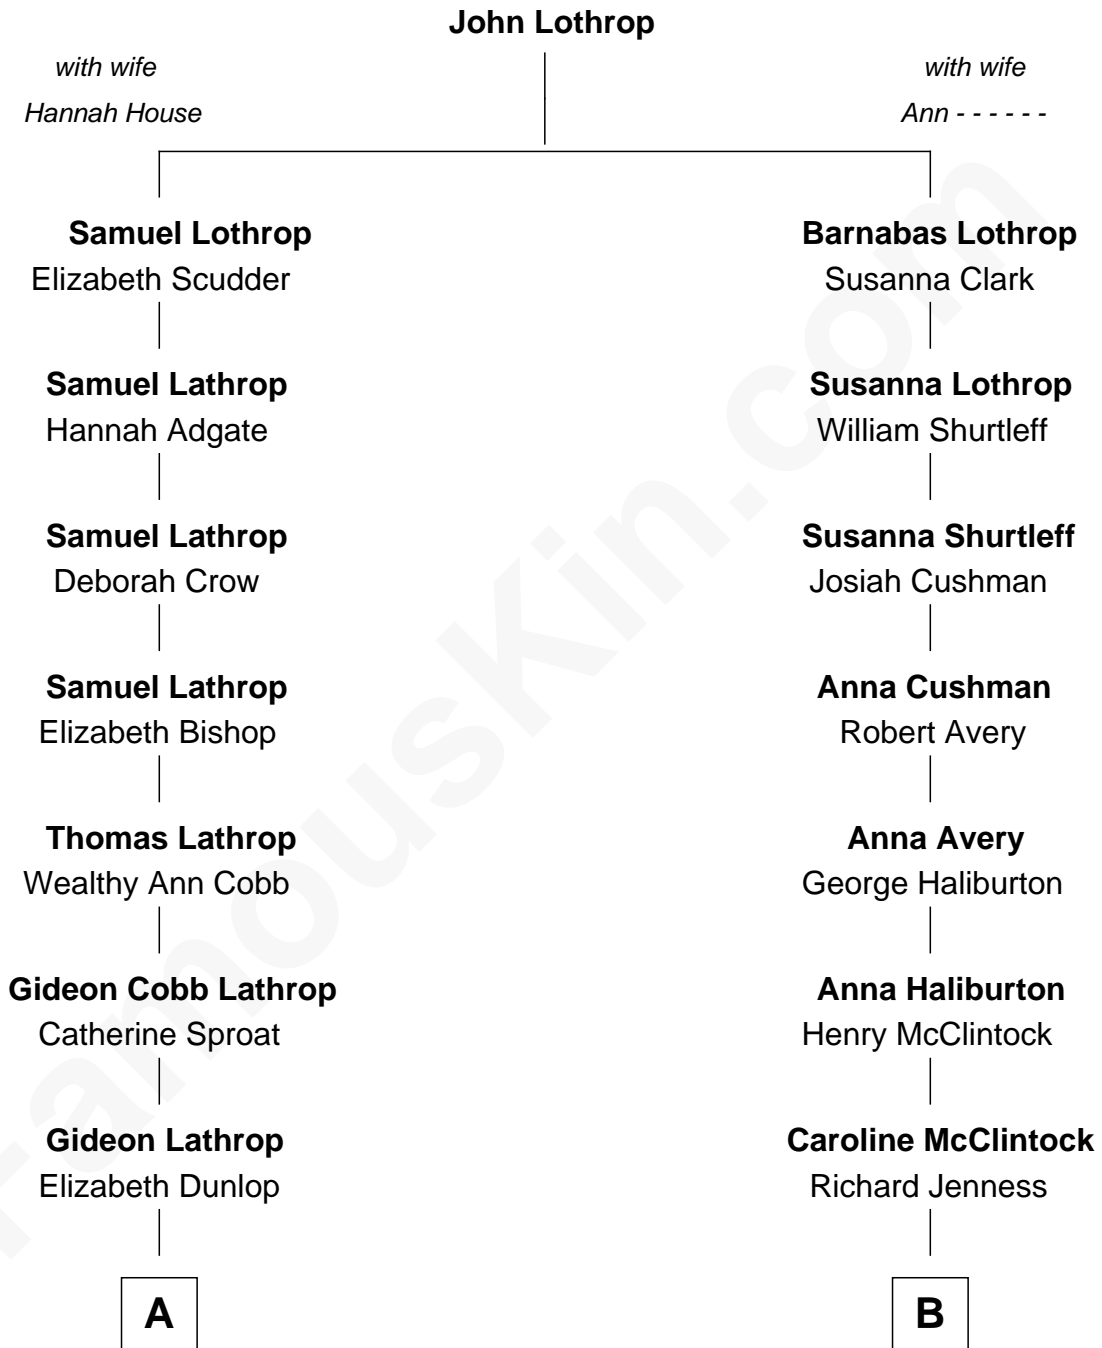 John Lothrop
with wife
Hannah House
with wife
Ann - - - - - -
Samuel Lothrop
Elizabeth Scudder
Barnabas Lothrop
Susanna Clark
Samuel Lathrop
Hannah Adgate
Susanna Lothrop
William Shurtleff
Samuel Lathrop
Deborah Crow
Susanna Shurtleff
Josiah Cushman
Samuel Lathrop
Elizabeth Bishop
Anna Cushman
Robert Avery
Thomas Lathrop
Wealthy Ann Cobb
Anna Avery
George Haliburton
Gideon Cobb Lathrop
Catherine Sproat
Anna Haliburton
Henry McClintock
Gideon Lathrop
Elizabeth Dunlop
Caroline McClintock
Richard Jenness
A
B
FamousKin.com